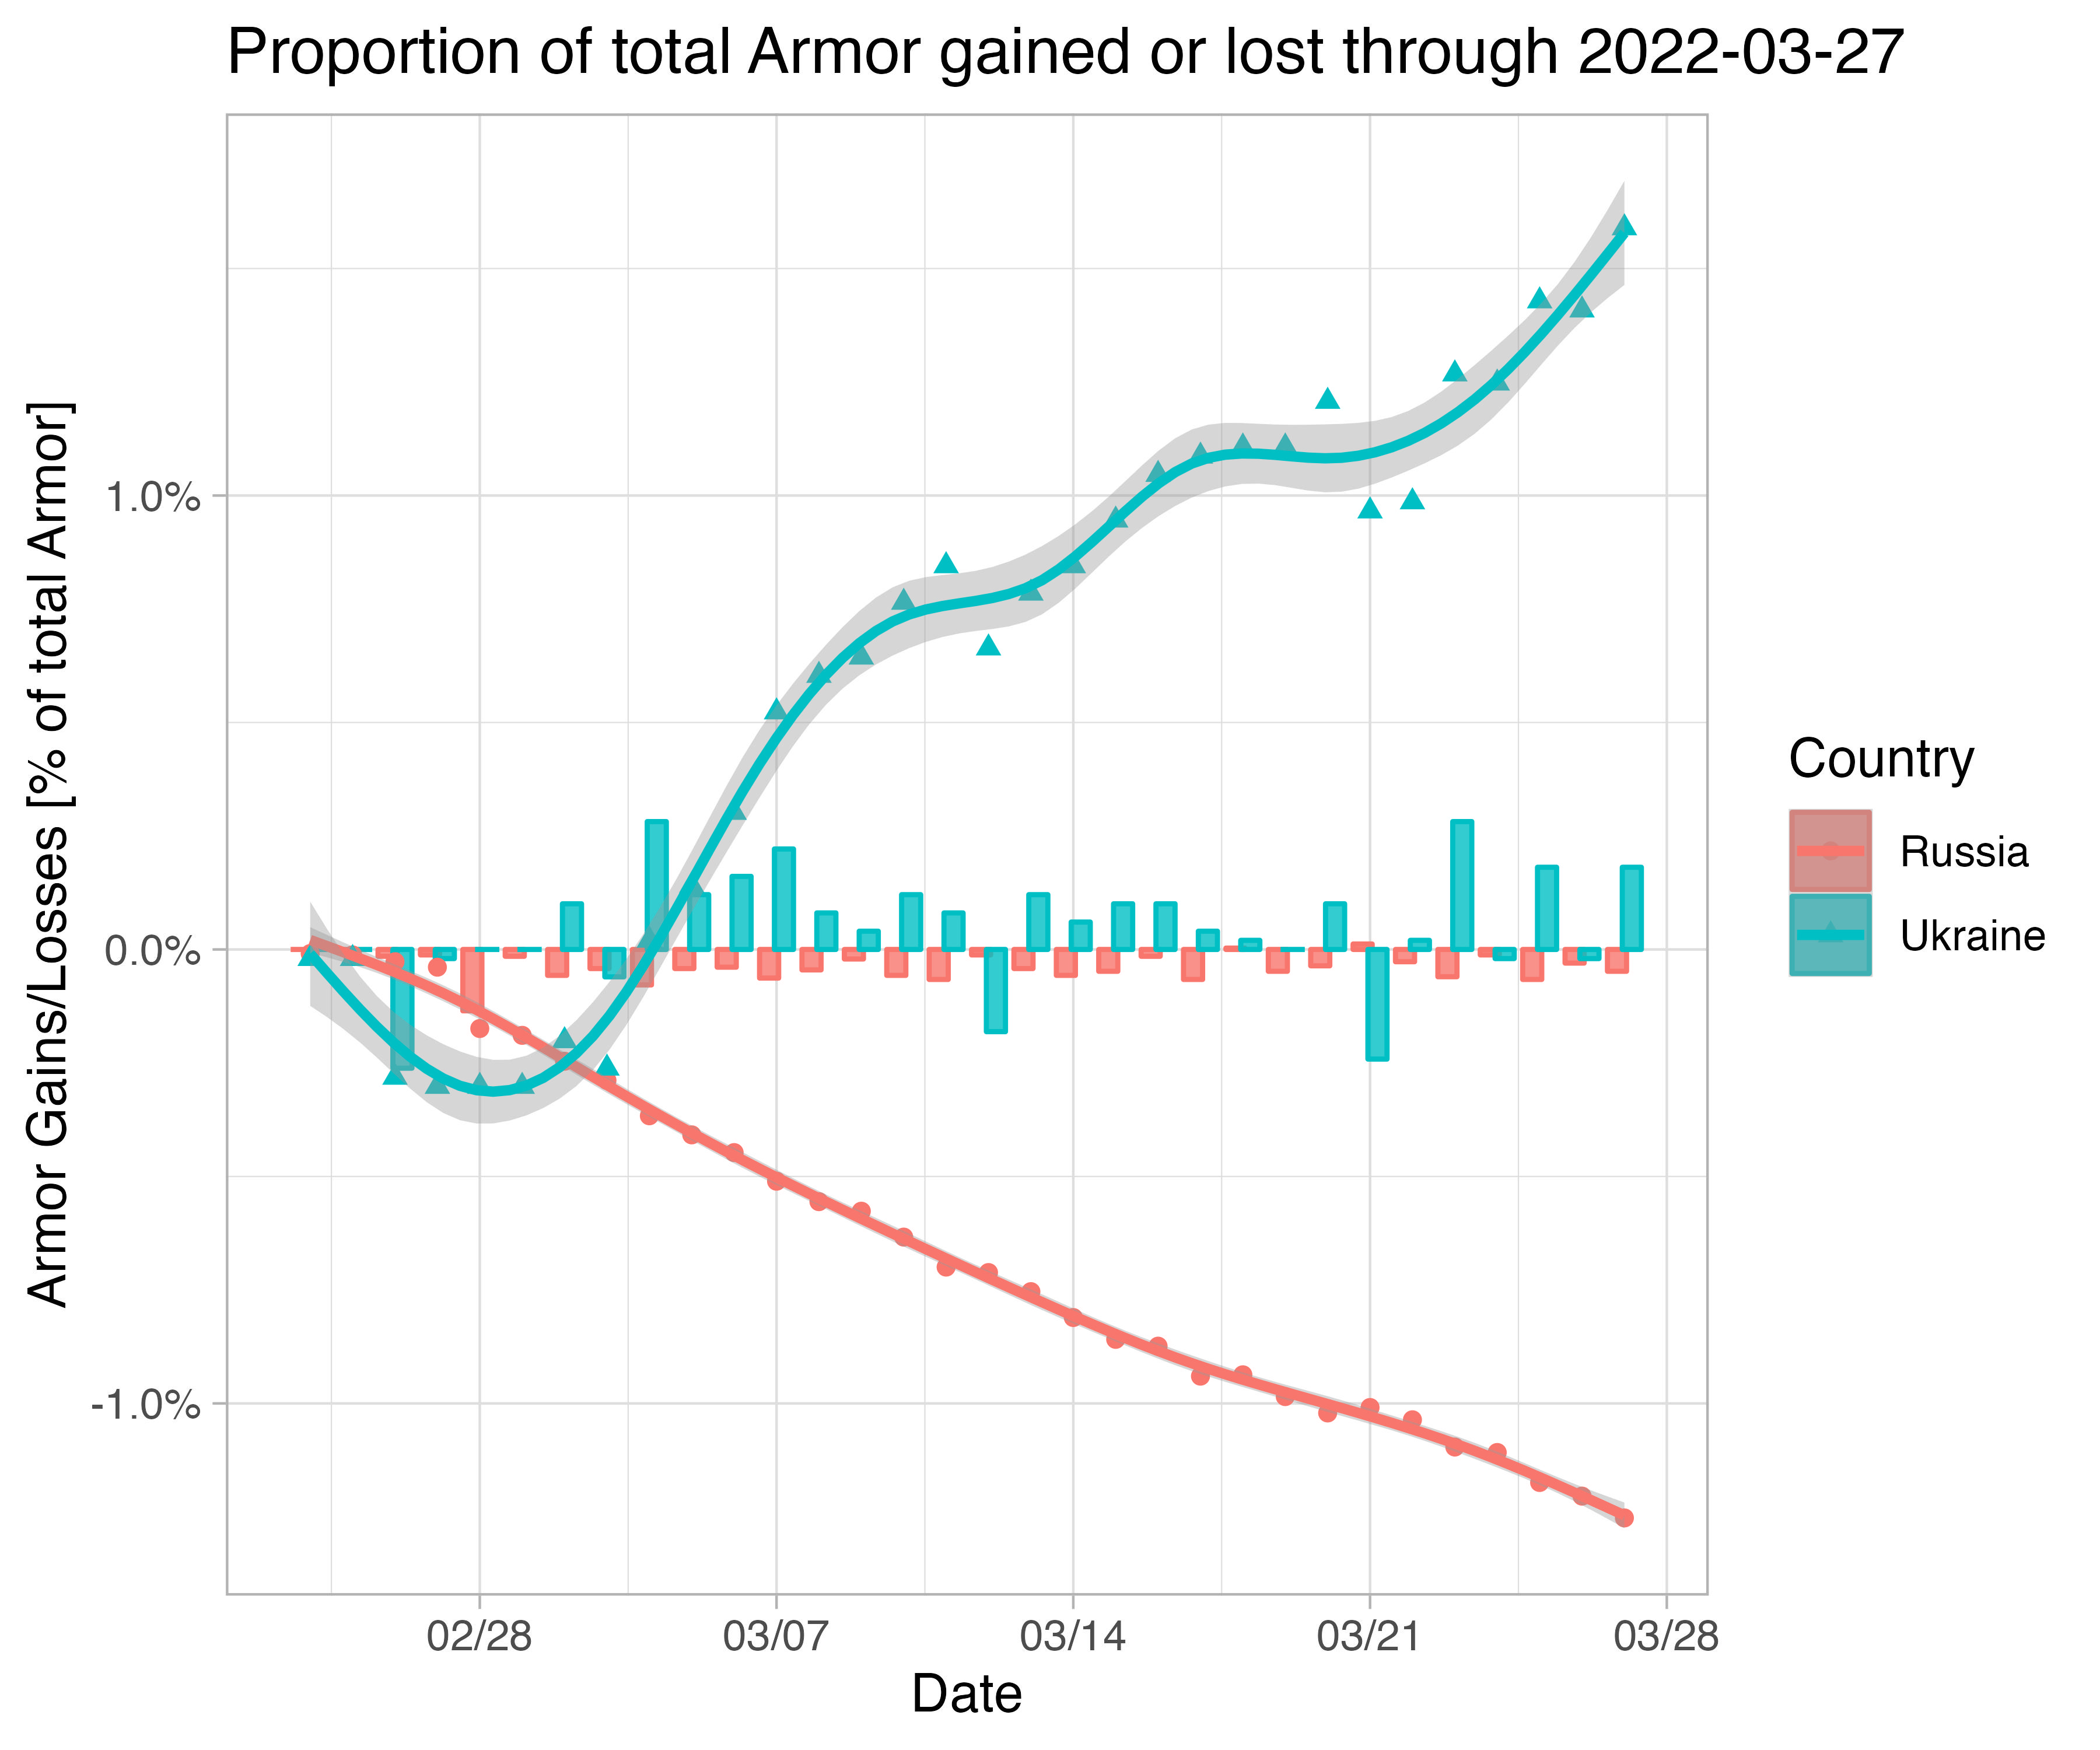 Proportion of total Armor gained or lost through 2022-03-27
Armor Gains/Losses [% of total Armor]
1.0%
0.0%
-1.0%
02/28 03/07 03/14 03/21 03/28
Date
Country
Russia
Ukraine